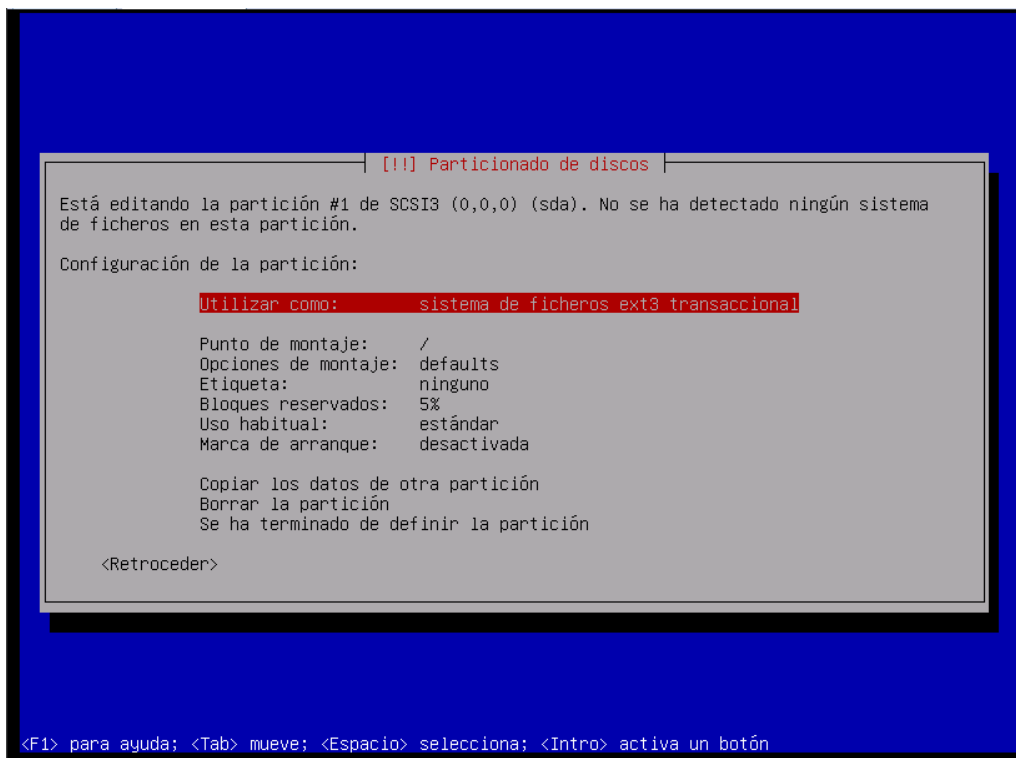 [!!] Particionado de discos
Está editando la partición #1 de SCSI3 (0,0,0) (sda). No se ha detectado ningún sistema
de ficheros en esta partición.
Configuración de la partición:
Utilizar como: sistema de ficheros ext3 transaccional
Punto de montaje: /
Opciones de montaje: defaults
Etiqueta: ninguno
Bloques reservados: 5%
Uso habitual: estándar
Marca de arranque: desactivada
Copiar los datos de otra partición
Borrar la partición
Se ha terminado de definir la partición
<Retroceder>
<F1> para ayuda; <Tab> mueve; <Espacio> selecciona; <Intro> activa un botón